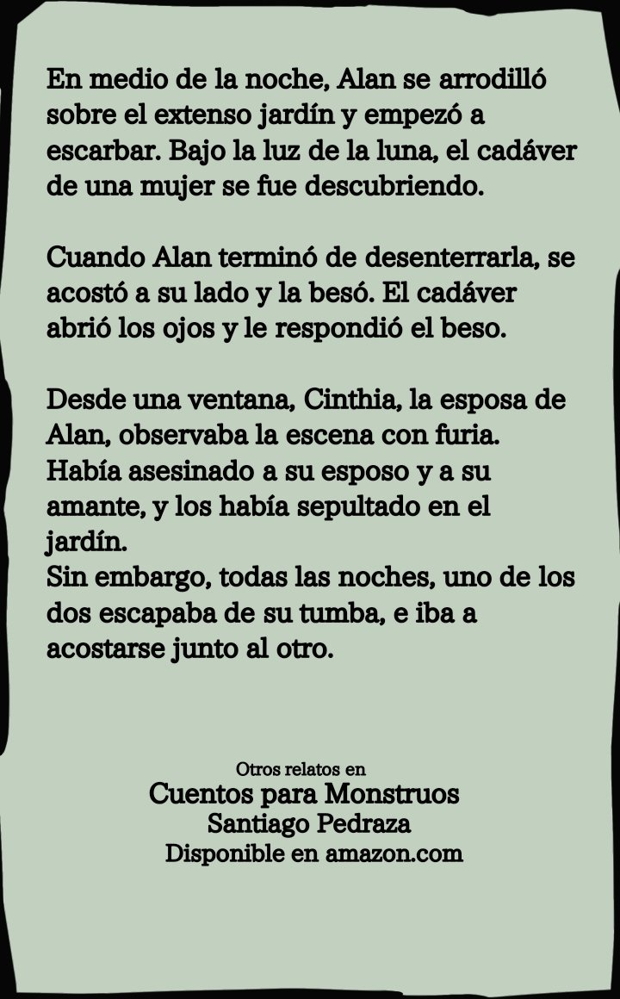 En medio de la noche, Alan se arrodilló
sobre el extenso jardín y empezó a
escarbar. Bajo la luz de la luna, el cadáver
de una mujer se fue descubriendo.
Cuando Alan terminó de desenterrarla, se
acostó a su lado y la besó. El cadáver
abrió los ojos y le respondió el beso.
Desde una ventana, Cinthia, la esposa de
Alan, observaba la escena con furia.
Había asesinado a su esposo y a su
amante, y los había sepultado en el
jardín.
Sin embargo, todas las noches, uno de los
dos escapaba de su tumba, e iba a
acostarse junto al otro.
Otros relatos en
Cuentos para Monstruos
Santiago Pedraza
Disponible en amazon.com